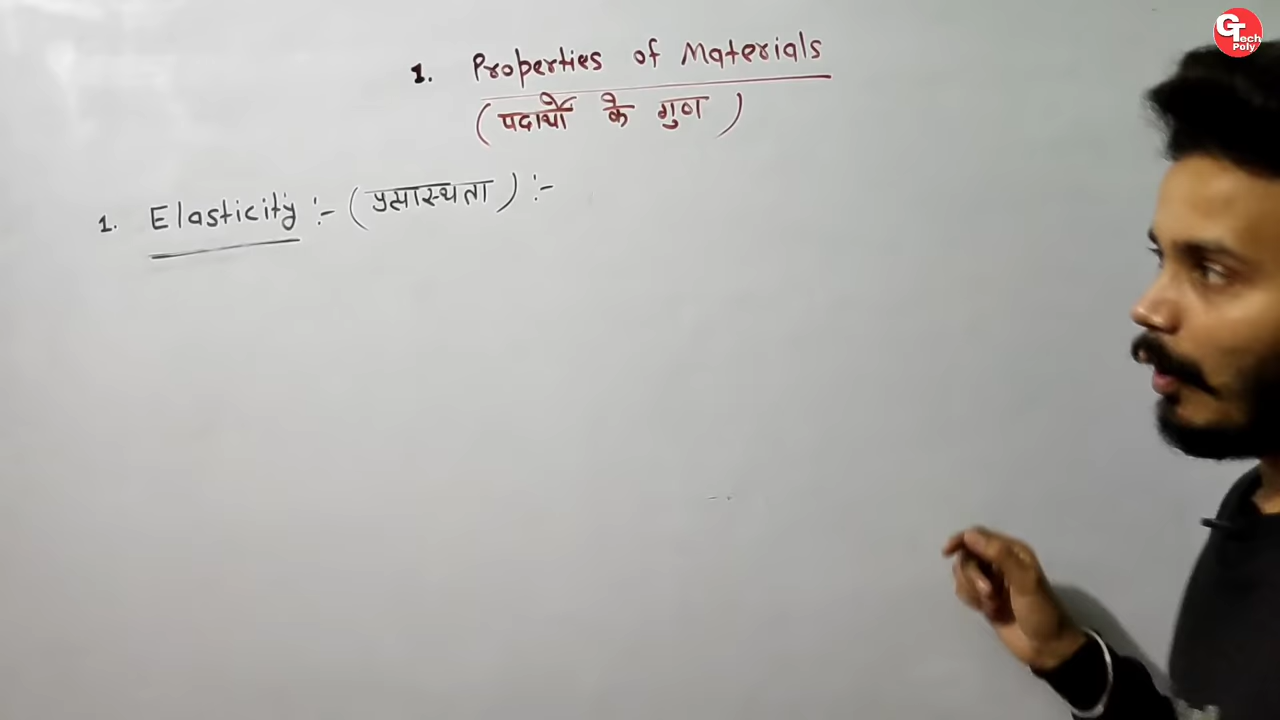 GTech Poly
1. Properties of Materials
(पदार्थो के गुण)
1. Elasticity :- (प्रत्यास्थता) :-